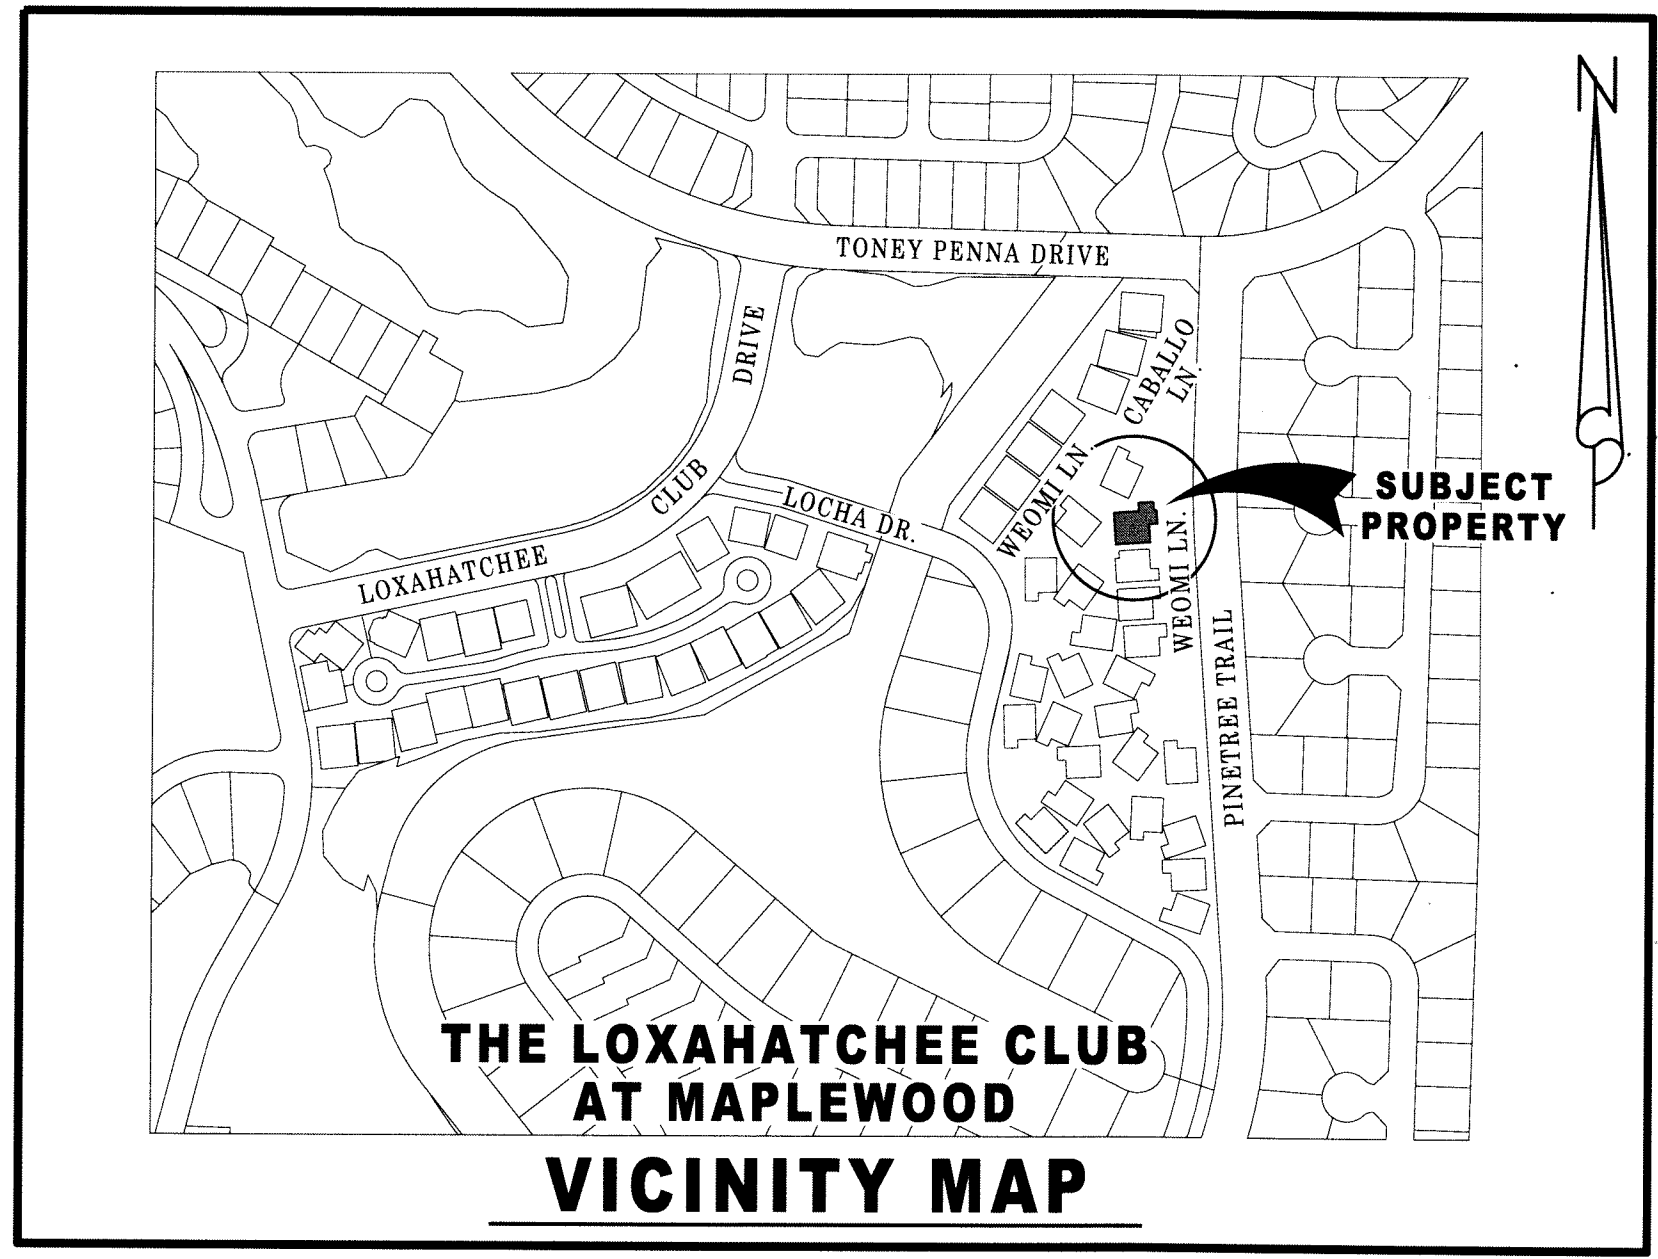 N
TONEY PENNA DRIVE
CABALLO
LN.
DRIVE
CLUB
LOXAHATCHEE
LOCHA DR.
WEOMI LN.
WEOMI LN.
SUBJECT
PROPERTY
PINETREE TRAIL
THE LOXAHATCHEE CLUB
AT MAPLEWOOD
VICINITY MAP